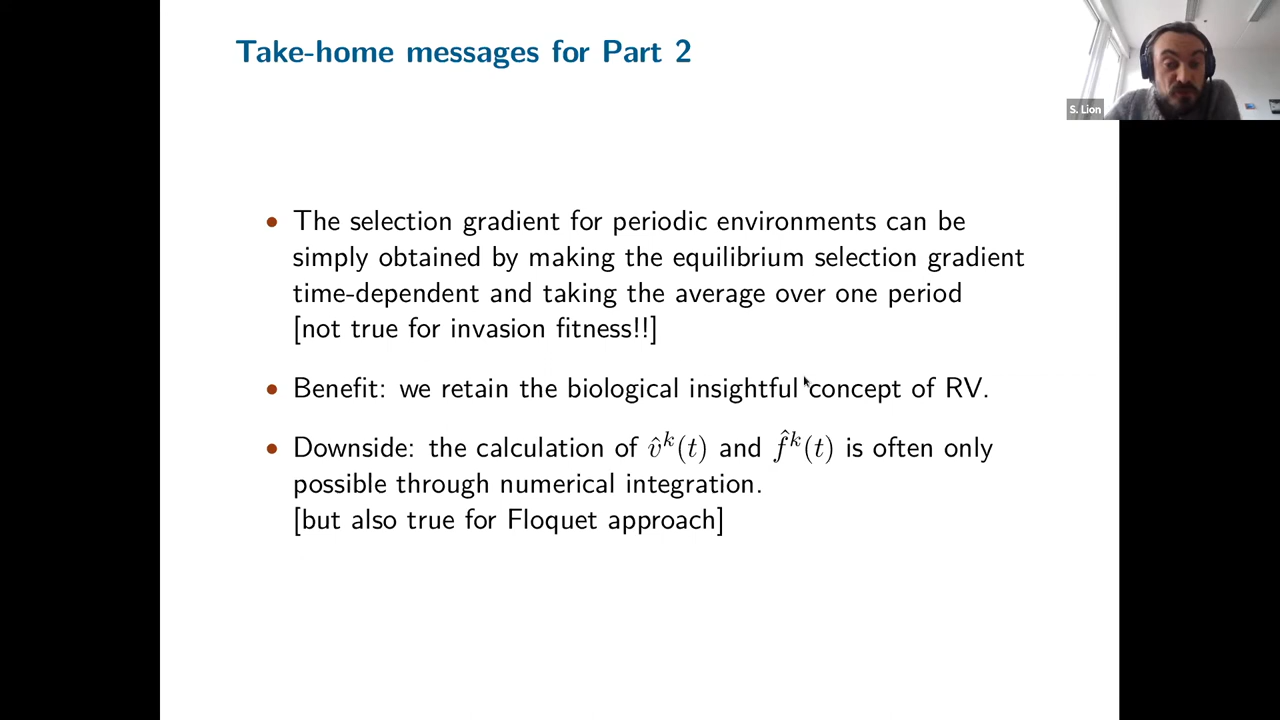 Take-home messages for Part 2
S. Lion
• The selection gradient for periodic environments can be
simply obtained by making the equilibrium selection gradient
time-dependent and taking the average over one period
[not true for invasion fitness!!]
• Benefit: we retain the biological insightful concept of RV.
• Downside: the calculation of v̂ᵏ(t) and f̂ᵏ(t) is often only
possible through numerical integration.
[but also true for Floquet approach]